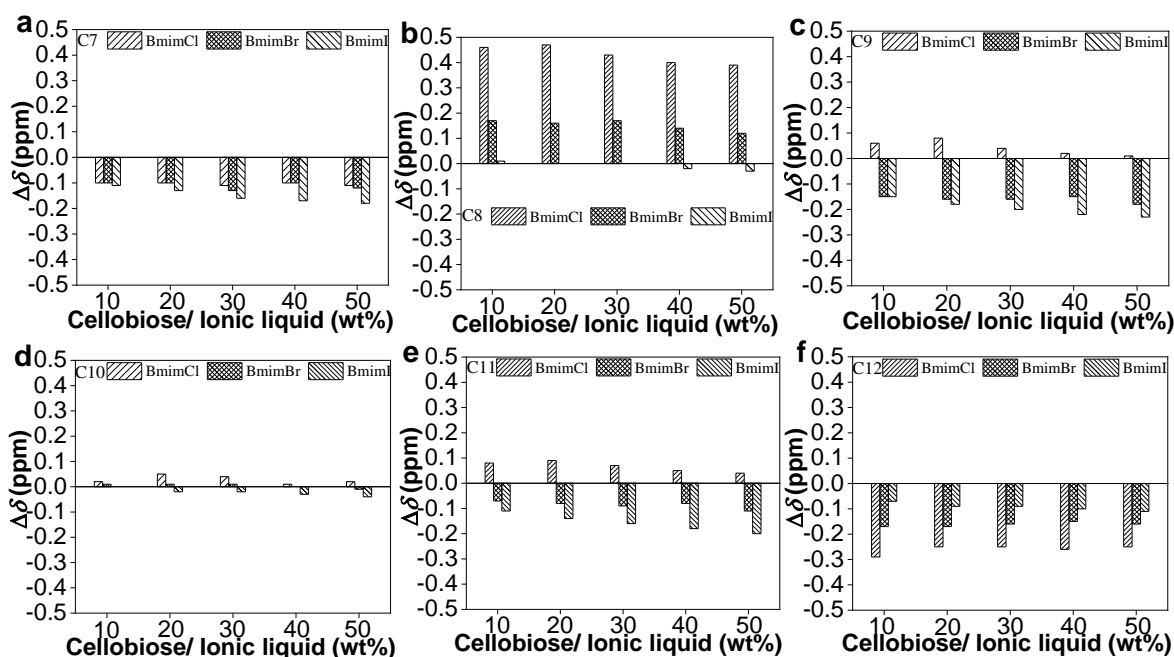 a
C7 BmimCl BmimBr BmimI
0.5
0.4
0.3
0.2
0.1
0.0
-0.1
-0.2
-0.3
-0.4
-0.5
Δδ (ppm)
10 20 30 40 50
Cellobiose/ Ionic liquid (wt%)
b
0.5
0.4
0.3
0.2
0.1
0.0
0.1
0.2
0.3
0.4
0.5
Δδ (ppm)
C8 BmimCl BmimBr BmimI
10 20 30 40 50
Cellobiose/ Ionic liquid (wt%)
c
C9 BmimCl BmimBr BmimI
0.5
0.4
0.3
0.2
0.1
0.0
-0.1
-0.2
-0.3
-0.4
-0.5
Δδ (ppm)
10 20 30 40 50
Cellobiose/ Ionic liquid (wt%)
d
C10 BmimCl BmimBr BmimI
0.5
0.4
0.3
0.2
0.1
0.0
-0.1
-0.2
-0.3
-0.4
-0.5
Δδ (ppm)
10 20 30 40 50
Cellobiose/ Ionic liquid (wt%)
e
C11 BmimCl BmimBr BmimI
0.5
0.4
0.3
0.2
0.1
0.0
-0.1
-0.2
-0.3
-0.4
-0.5
Δδ (ppm)
10 20 30 40 50
Cellobiose/ Ionic liquid (wt%)
f
C12 BmimCl BmimBr BmimI
0.5
0.4
0.3
0.2
0.1
0.0
-0.1
-0.2
-0.3
-0.4
-0.5
Δδ (ppm)
10 20 30 40 50
Cellobiose/ Ionic liquid (wt%)